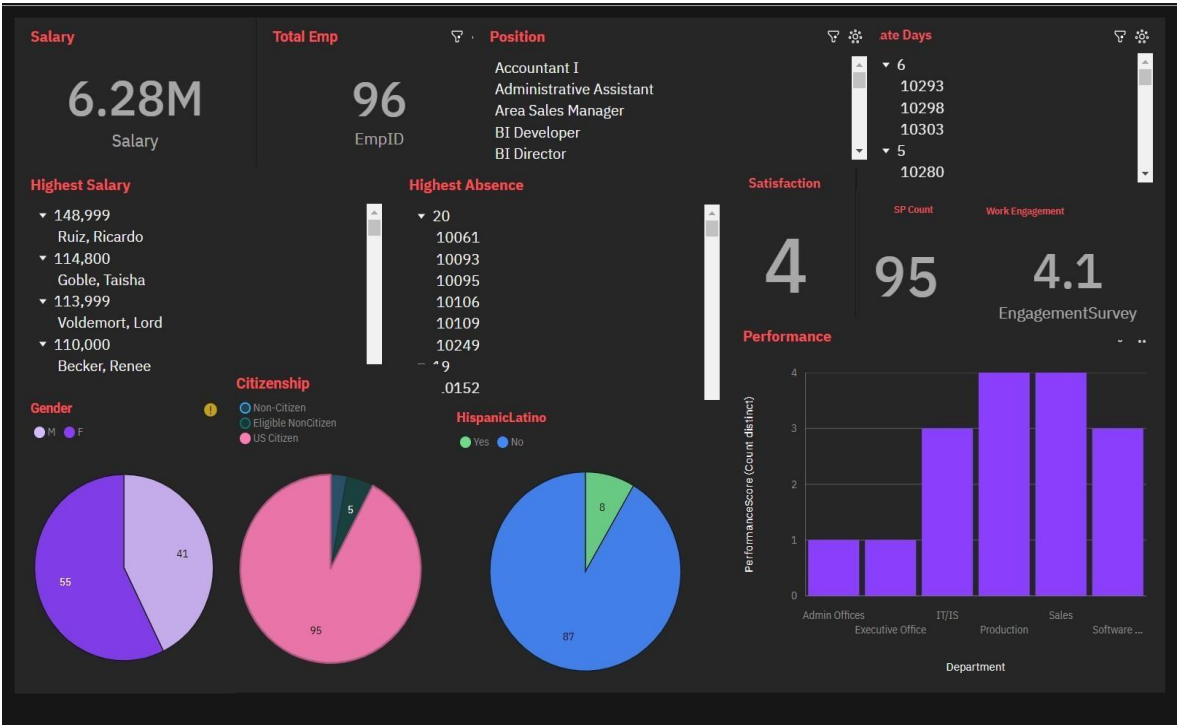 Salary
6.28M
Salary
Total Emp
96
EmpID
Position
Accountant I
Administrative Assistant
Area Sales Manager
BI Developer
BI Director
ate Days
6
10293
10298
10303
5
10280
Highest Salary
148,999
Ruiz, Ricardo
114,800
Goble, Taisha
113,999
Voldemort, Lord
110,000
Becker, Renee
Highest Absence
20
10061
10093
10095
10106
10109
10249
9
0152
Satisfaction
4
SP Count
95
Work Engagement
4.1
EngagementSurvey
Gender
M F
41
55
Citizenship
Non-Citizen
Eligible NonCitizen
US Citizen
5
95
HispanicLatino
Yes No
8
87
Performance
PerformanceScore (Count distinct)
4
3
2
1
0
Admin Offices IT/IS Sales
Executive Office Production Software ...
Department